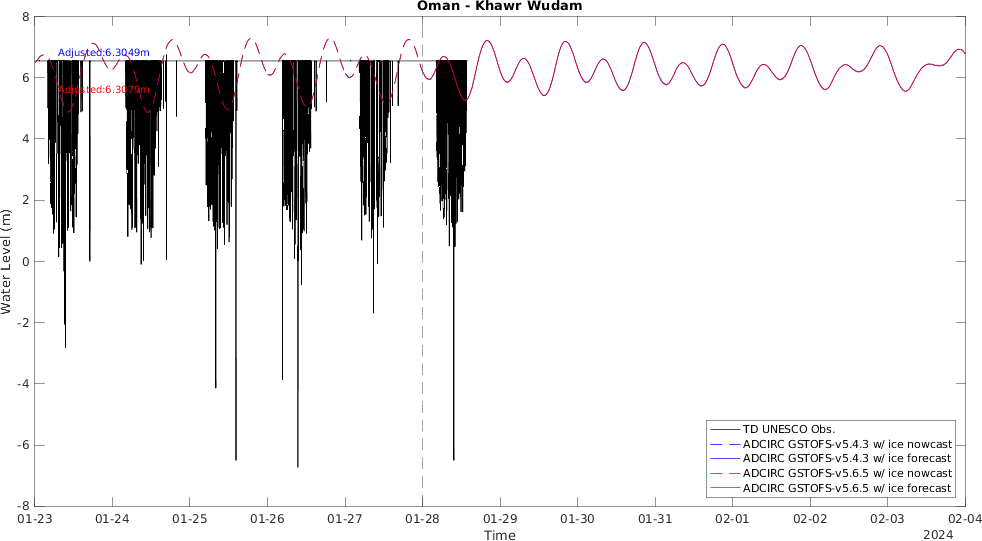 Oman - Khawr Wudam
Water Level (m)
8
6
4
2
0
-2
-4
-6
-8
Adjusted:6.3049m
Adjusted:6.3079m
TD UNESCO Obs.
ADCIRC GSTOFS-v5.4.3 w/ ice nowcast
ADCIRC GSTOFS-v5.4.3 w/ ice forecast
ADCIRC GSTOFS-v5.6.5 w/ ice nowcast
ADCIRC GSTOFS-v5.6.5 w/ ice forecast
01-23 01-24 01-25 01-26 01-27 01-28 01-29 01-30 01-31 02-01 02-02 02-03 02-04
Time
2024